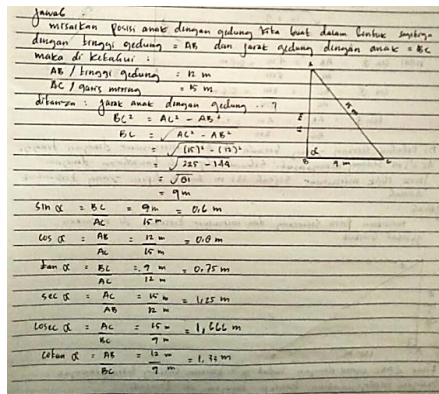 Jawab :
misalkan posisi anak dengan gedung kita buat dalam bentuk segitiga
dengan tinggi gedung = AB dan jarak gedung dengan anak = BC
maka di ketahui :
AB / tinggi gedung = 12 m
AC / garis miring = 15 m
ditanya : jarak anak dengan gedung .. ?
BC² = AC² - AB²
BC = √AC² - AB²
= √(15)² - (12)²
= √225 - 144
= √81
= 9 m
A
15 m
12 m
α
B
9 m
C
sin α = BC = 9 m = 0,6 m
AC 15 m
cos α = AB = 12 m = 0,8 m
AC 15 m
tan α = BC = 9 m = 0,75 m
AC 12 m
sec α = AC = 15 m = 1,25 m
AB 12 m
cosec α = AC = 15 m = 1,666 m
BC 9 m
cotan α = AB = 12 m = 1,33 m
BC 9 m